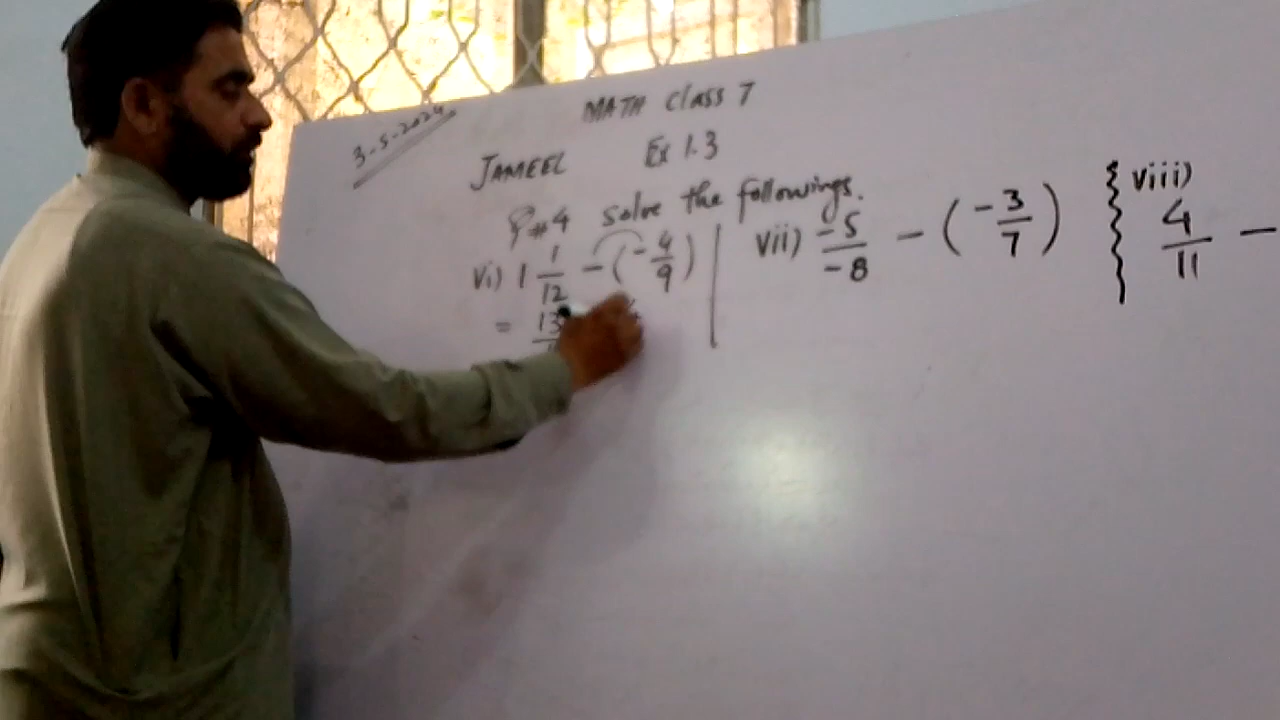 MATH Class 7
3-5-2024
JAMEEL Ex 1.3
Q#4 solve the followings.
vi) 1 1/12 - (-4/9)
= 13
vii) -5/-8 - (-3/7)
viii) 4/11 -